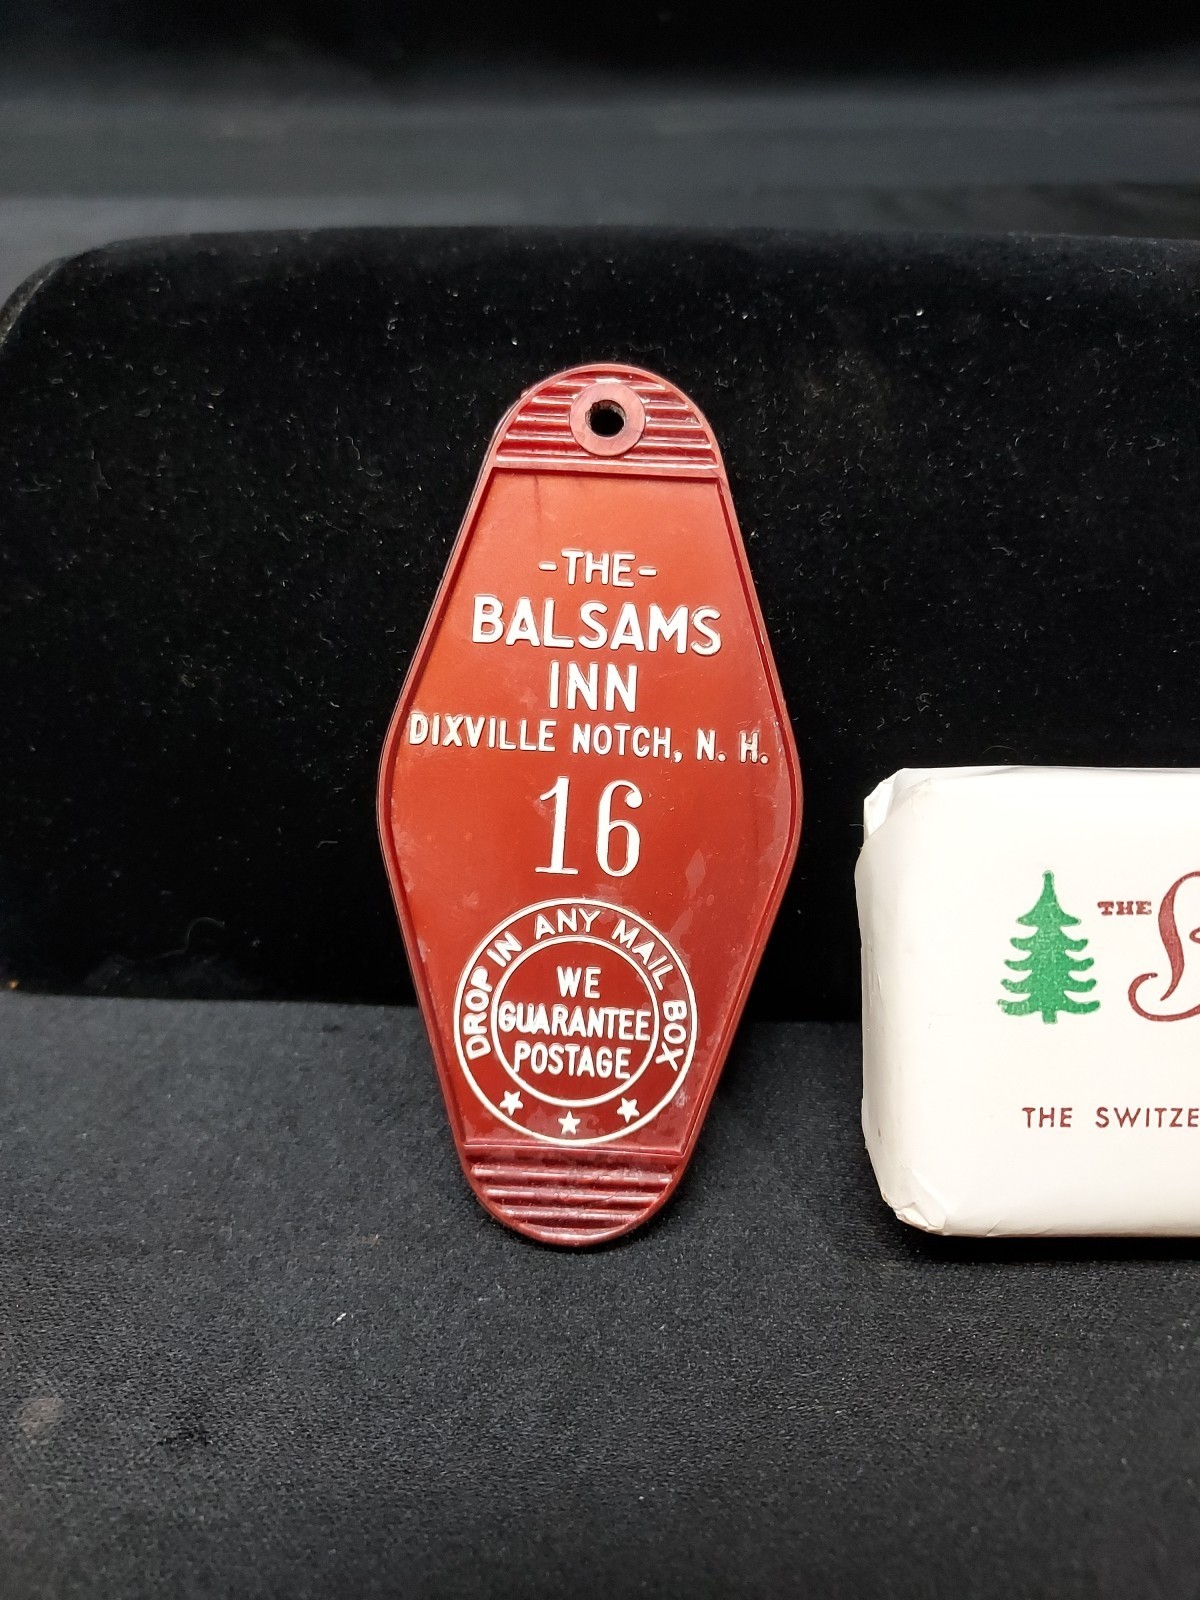 -THE-
BALSAMS
INN
DIXVILLE NOTCH, N. H.
16
DROP IN ANY MAIL BOX
WE
GUARANTEE
POSTAGE
THE
THE SWITZE